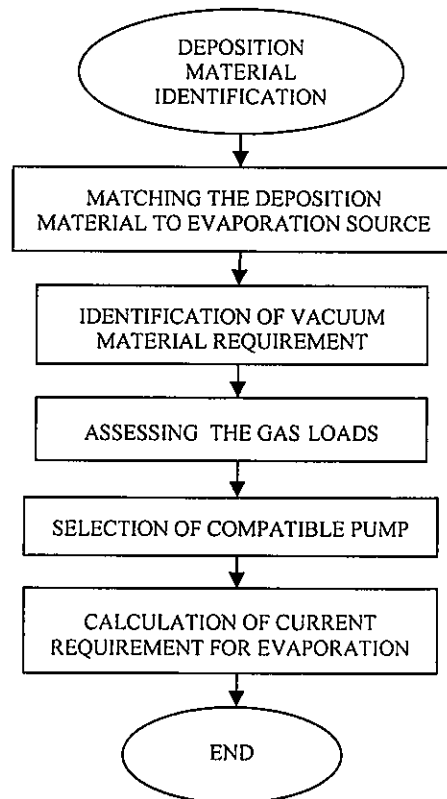 DEPOSITION
MATERIAL
IDENTIFICATION
MATCHING THE DEPOSITION
MATERIAL TO EVAPORATION SOURCE
IDENTIFICATION OF VACUUM
MATERIAL REQUIREMENT
ASSESSING THE GAS LOADS
SELECTION OF COMPATIBLE PUMP
CALCULATION OF CURRENT
REQUIREMENT FOR EVAPORATION
END